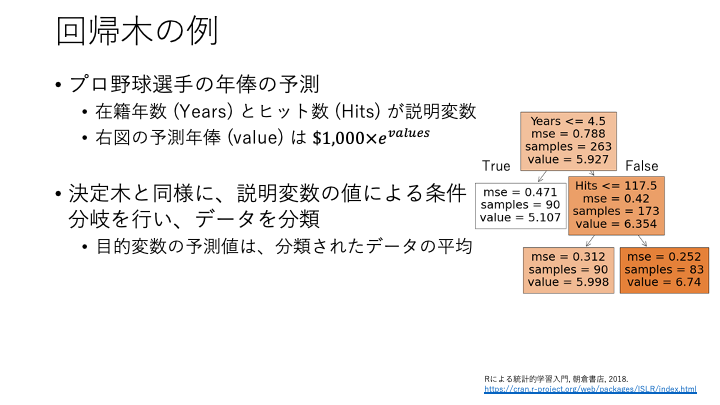 回帰木の例
• プロ野球選手の年俸の予測
• 在籍年数 (Years) とヒット数 (Hits) が説明変数
• 右図の予測年俸 (value) は $1,000×e^{values}
• 決定木と同様に、説明変数の値による条件
分岐を行い、データを分類
• 目的変数の予測値は、分類されたデータの平均
Years <= 4.5
mse = 0.788
samples = 263
value = 5.927
True
False
mse = 0.471
samples = 90
value = 5.107
Hits <= 117.5
mse = 0.42
samples = 173
value = 6.354
mse = 0.312
samples = 90
value = 5.998
mse = 0.252
samples = 83
value = 6.74
Rによる統計的学習入門, 朝倉書店, 2018.
https://cran.r-project.org/web/packages/ISLR/index.html